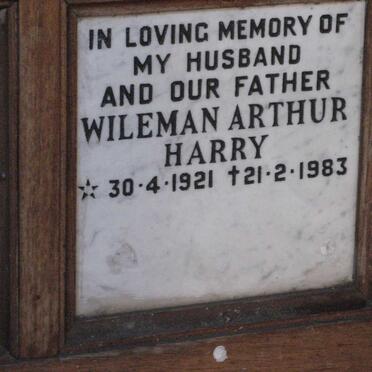 IN LOVING MEMORY OF
MY HUSBAND
AND OUR FATHER
WILEMAN ARTHUR
HARRY
☆ 30·4·1921 †21·2·1983